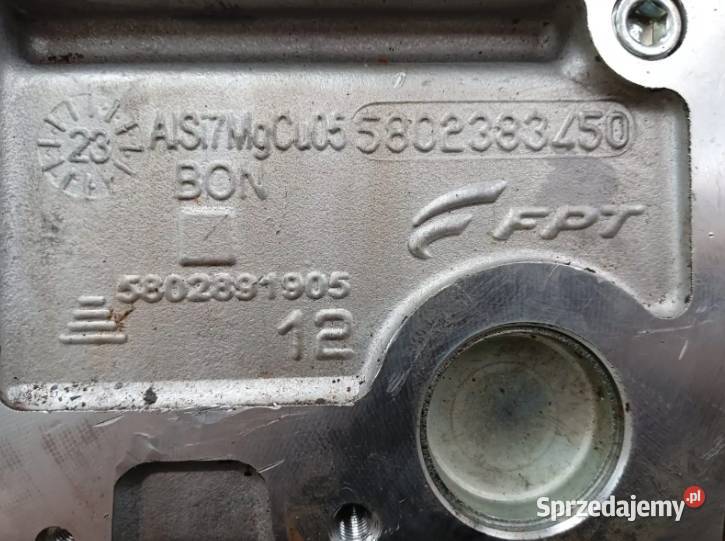 23 AlSi7MgCu05 5802383450
BON
FPT
5802891905
12
Sprzedajemy.pl